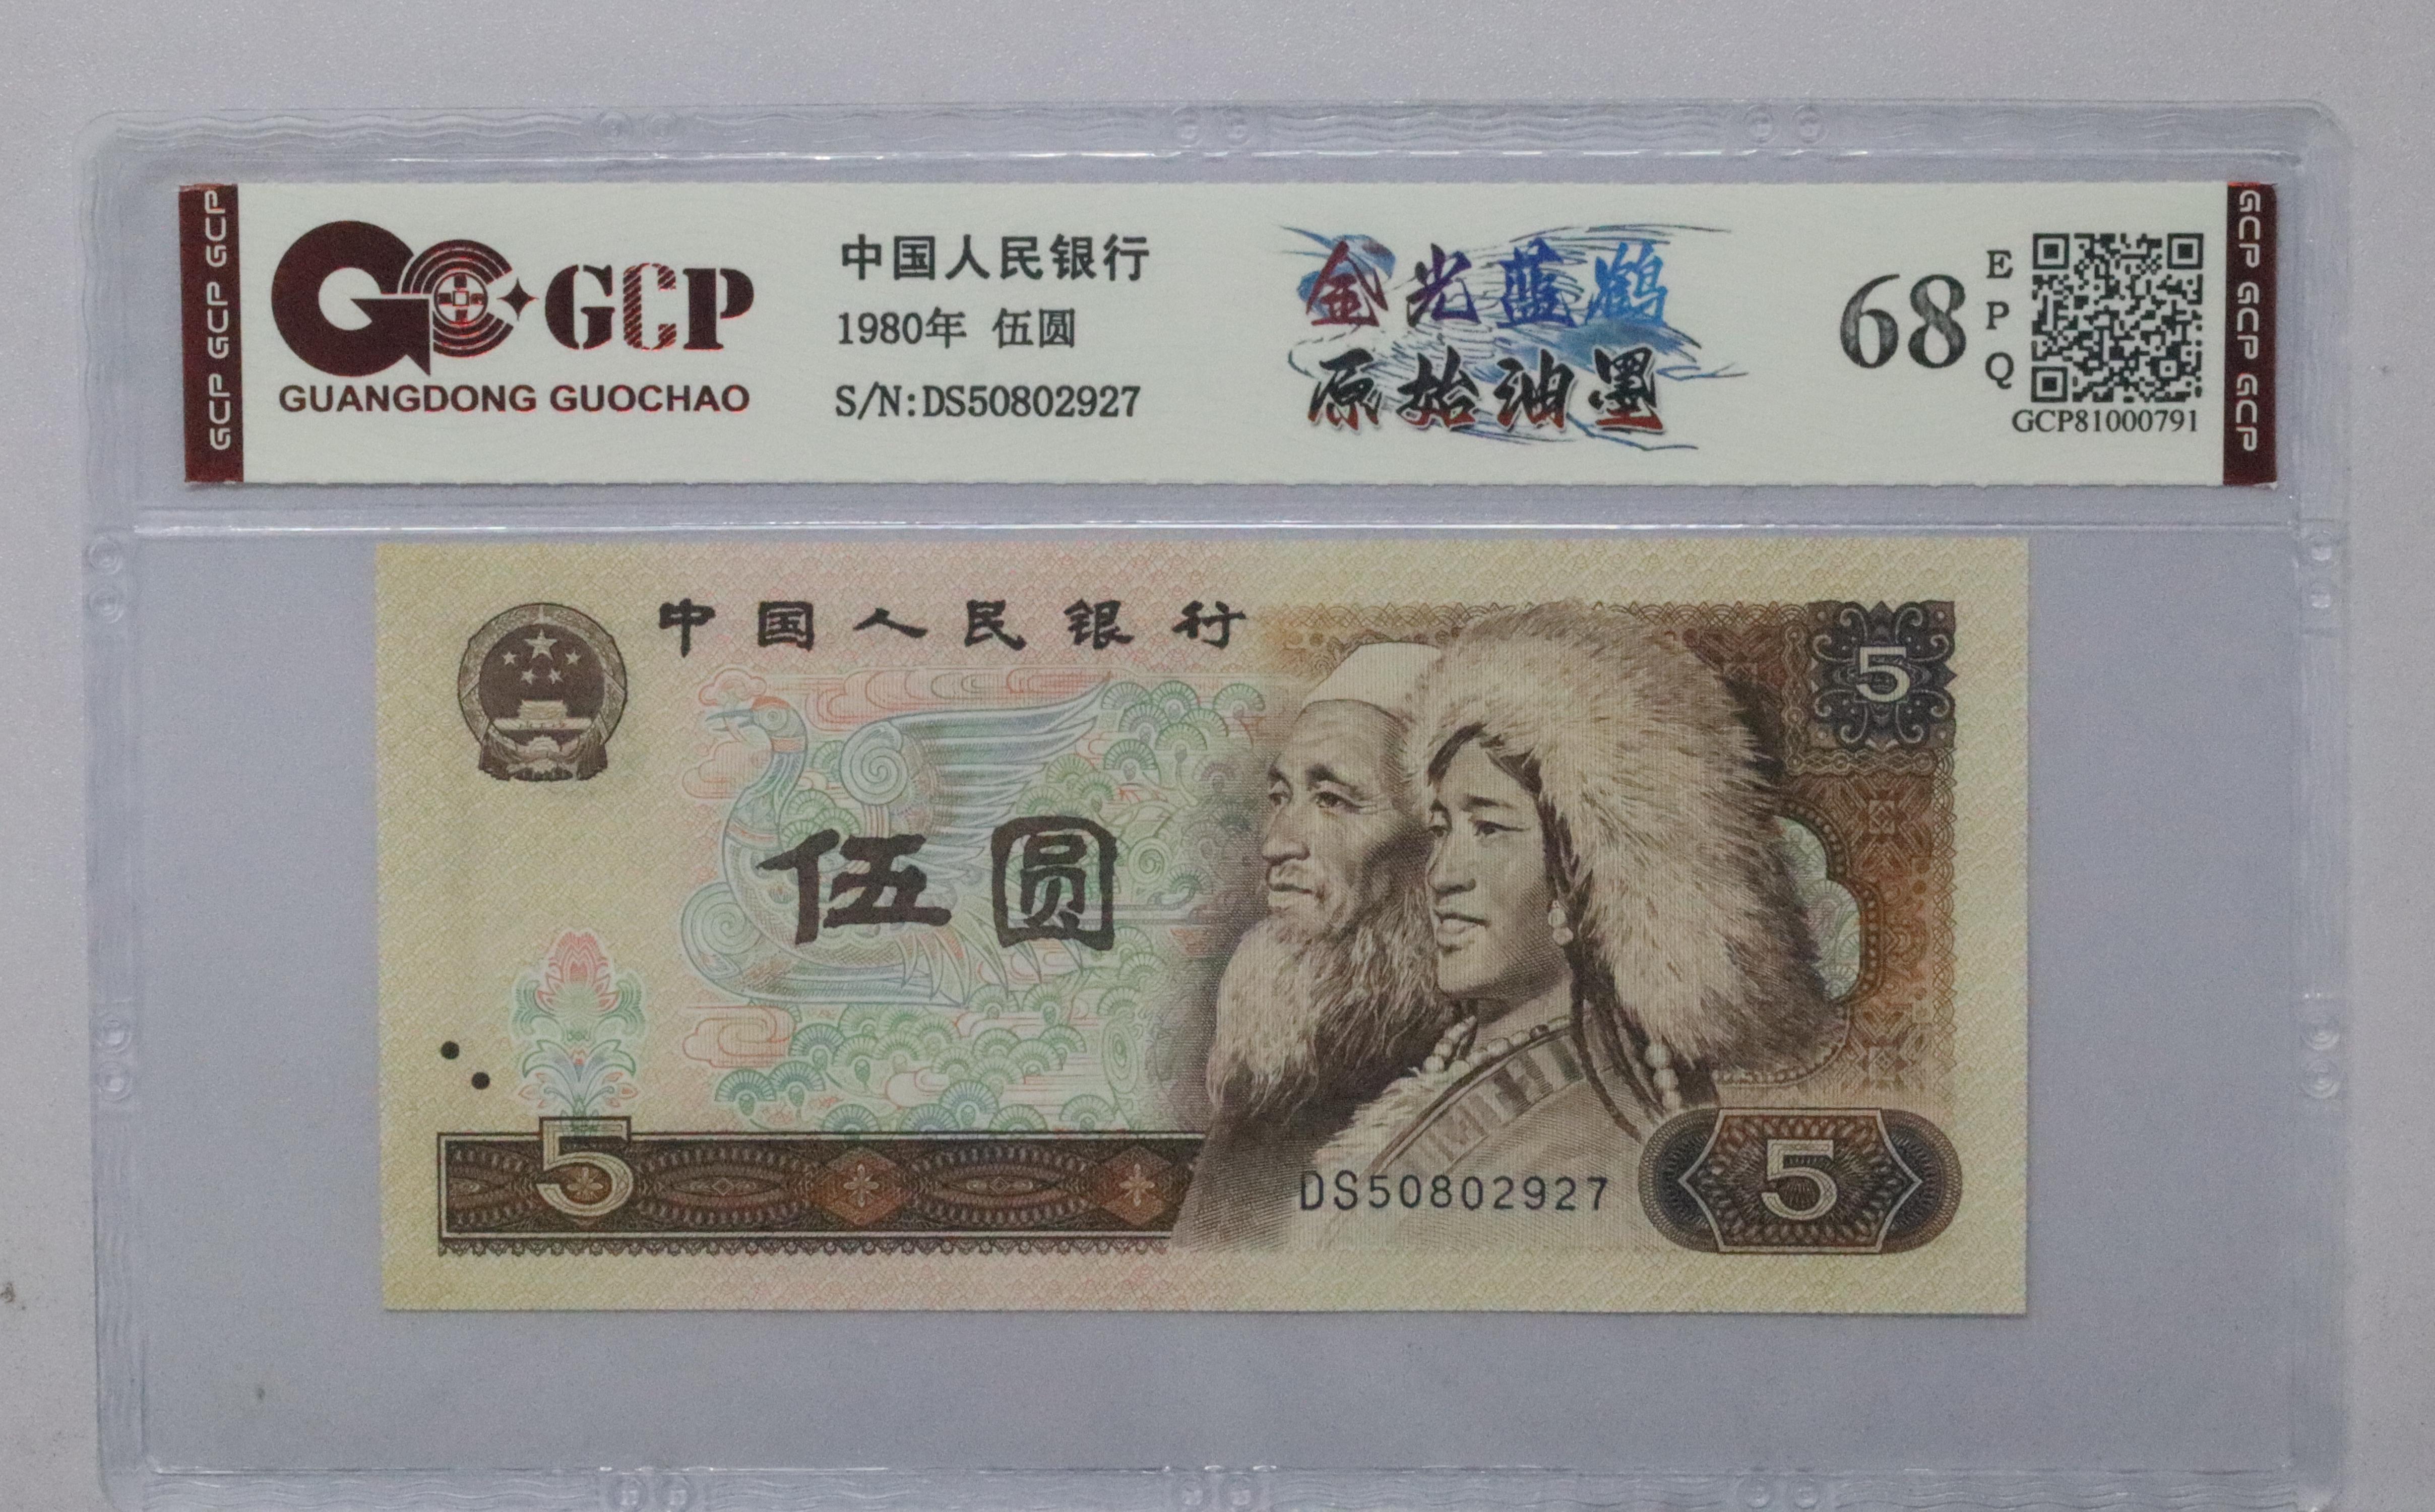 GCP GCP GCP
GCP
GUANGDONG GUOCHAO
中国人民银行
1980年 伍圆
S/N:DS50802927
金光蓝鹤
原始油墨
68
EPQ
GCP81000791
GCP GCP GCP
中国人民银行
5
伍圆
5
DS50802927
5